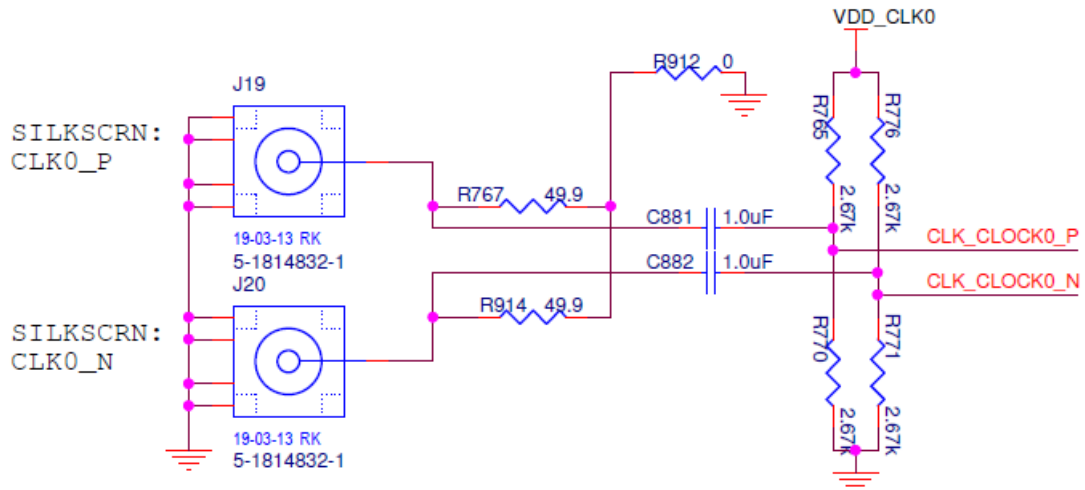 VDD_CLK0
R912 0
J19
SILKSCRN:
CLK0_P
R765
R776
R767 49.9
2.67k
2.67k
C881 1.0uF
19-03-13 RK
5-1814832-1
CLK_CLOCK0_P
C882 1.0uF
J20
CLK_CLOCK0_N
R914 49.9
SILKSCRN:
CLK0_N
R770
R771
2.67k
2.67k
19-03-13 RK
5-1814832-1